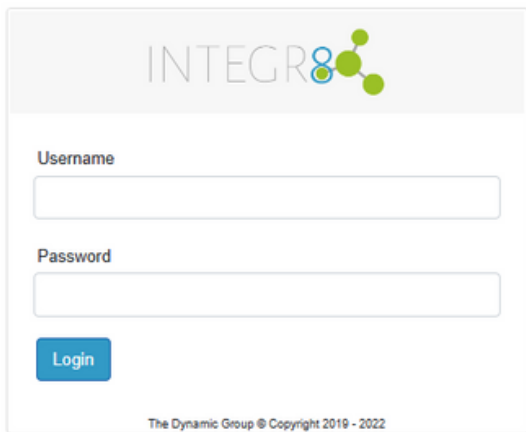 INTEGR8
Username
Password
Login
The Dynamic Group © Copyright 2019 - 2022